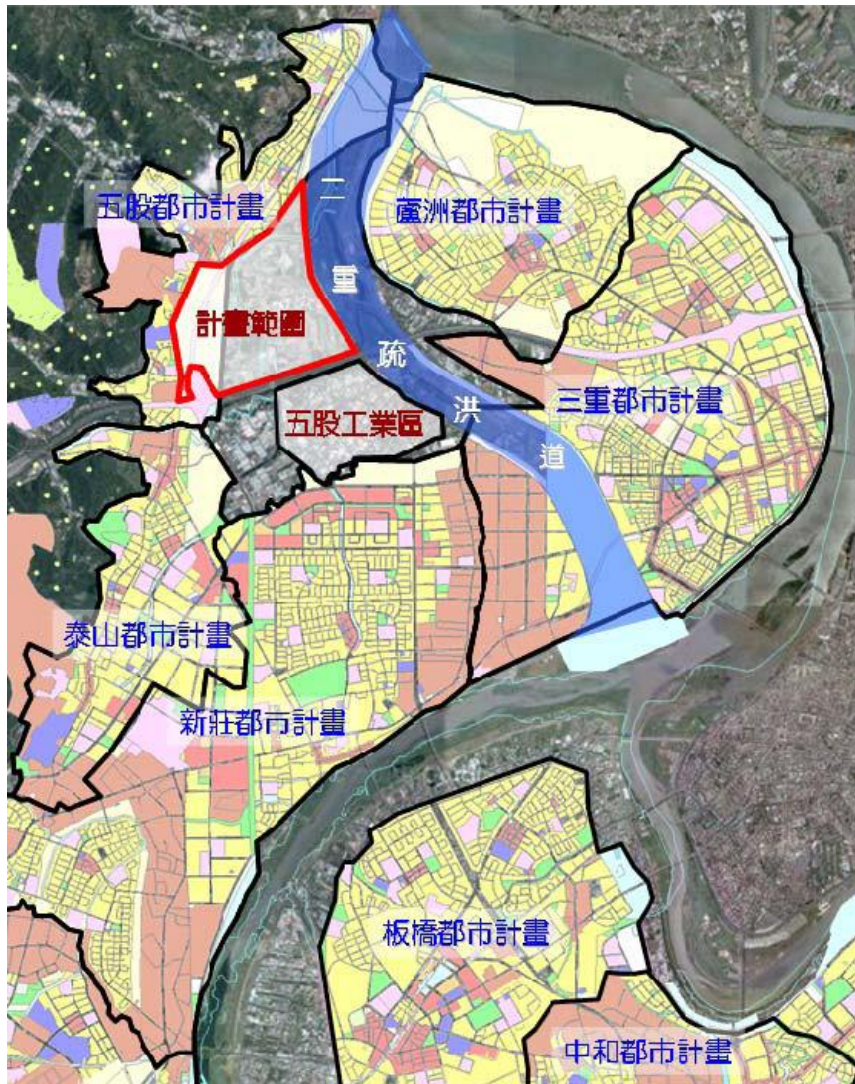 五股都市計畫
蘆洲都市計畫
二
重
疏
洪
道
計畫範圍
三重都市計畫
五股工業區
泰山都市計畫
新莊都市計畫
板橋都市計畫
中和都市計畫